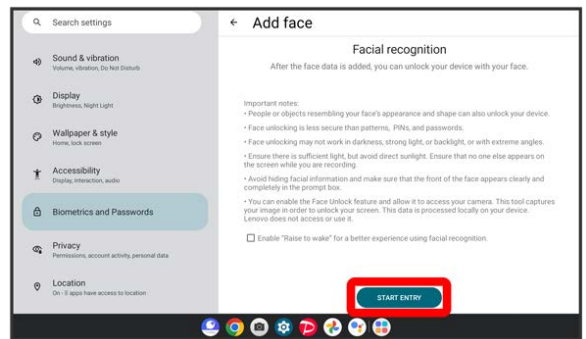 Search settings
Sound & vibration
Volume, vibration, Do Not Disturb
Display
Brightness, Night Light
Wallpaper & style
Home, lock screen
Accessibility
Display, interaction, audio
Biometrics and Passwords
Privacy
Permissions, account activity, personal data
Location
On - 5 apps have access to location
Add face
Facial recognition
After the face data is added, you can unlock your device with your face.
Important notes:
• People or objects resembling your face's appearance and shape can also unlock your device.
• Face unlocking is less secure than patterns, PINs, and passwords.
• Face unlocking may not work in darkness, strong light, or backlight, or with extreme angles.
• Ensure there is sufficient light, but avoid direct sunlight. Ensure that no one else appears on
the screen while you are recording.
• Avoid hiding facial information and make sure that the front of the face appears clearly and
completely in the prompt box.
• You can enable the Face Unlock feature and allow it to access your camera. This tool captures
your image in order to unlock your screen. This data is processed locally on your device.
Lenovo does not access or use it.
Enable "Raise to wake" for a better experience using facial recognition.
START ENTRY